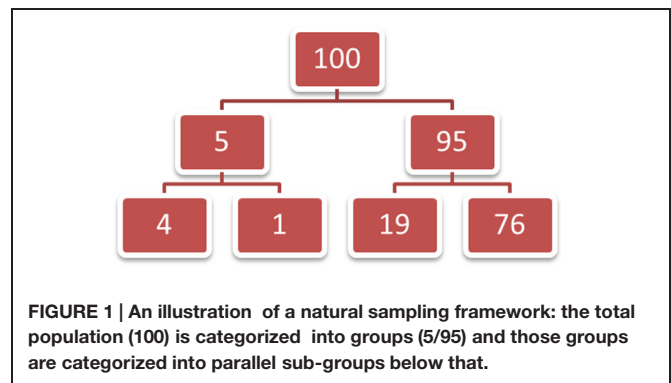 100
5 95
4 1 19 76
FIGURE 1 | An illustration of a natural sampling framework: the total
population (100) is categorized into groups (5/95) and those groups
are categorized into parallel sub-groups below that.